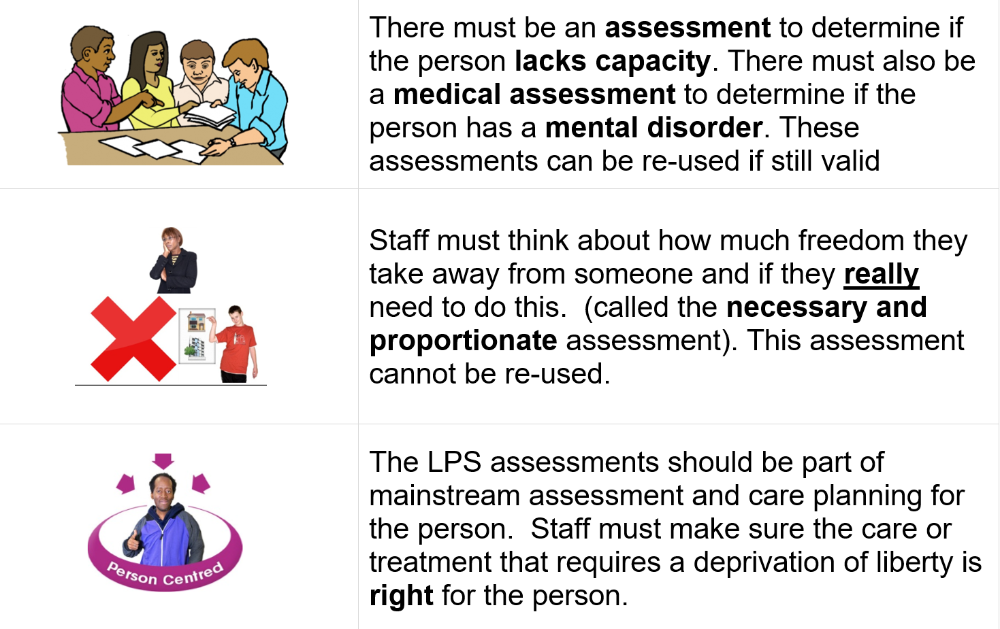 There must be an assessment to determine if
the person lacks capacity. There must also be
a medical assessment to determine if the
person has a mental disorder. These
assessments can be re-used if still valid
Staff must think about how much freedom they
take away from someone and if they really
need to do this.  (called the necessary and
proportionate assessment). This assessment
cannot be re-used.
Person Centred
The LPS assessments should be part of
mainstream assessment and care planning for
the person.  Staff must make sure the care or
treatment that requires a deprivation of liberty is
right for the person.